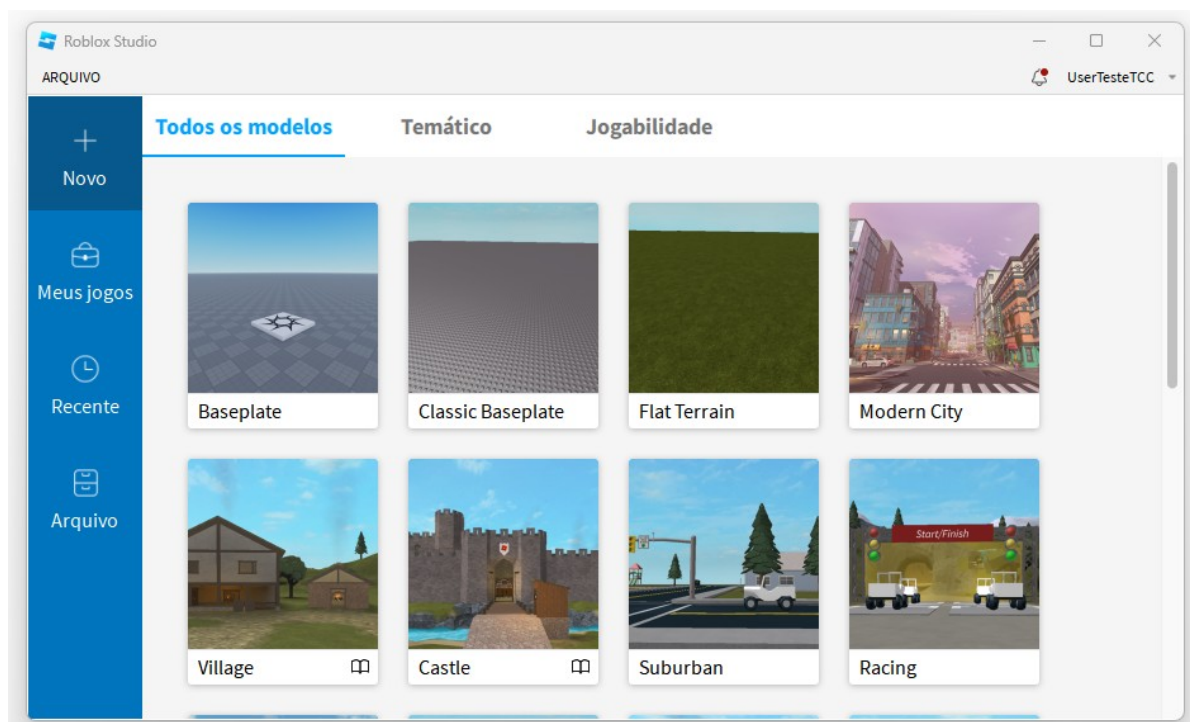 Roblox Studio
ARQUIVO
UserTesteTCC
Novo
Meus jogos
Recente
Arquivo
Todos os modelos
Temático
Jogabilidade
Baseplate
Classic Baseplate
Flat Terrain
Modern City
Start/Finish
Village
Castle
Suburban
Racing